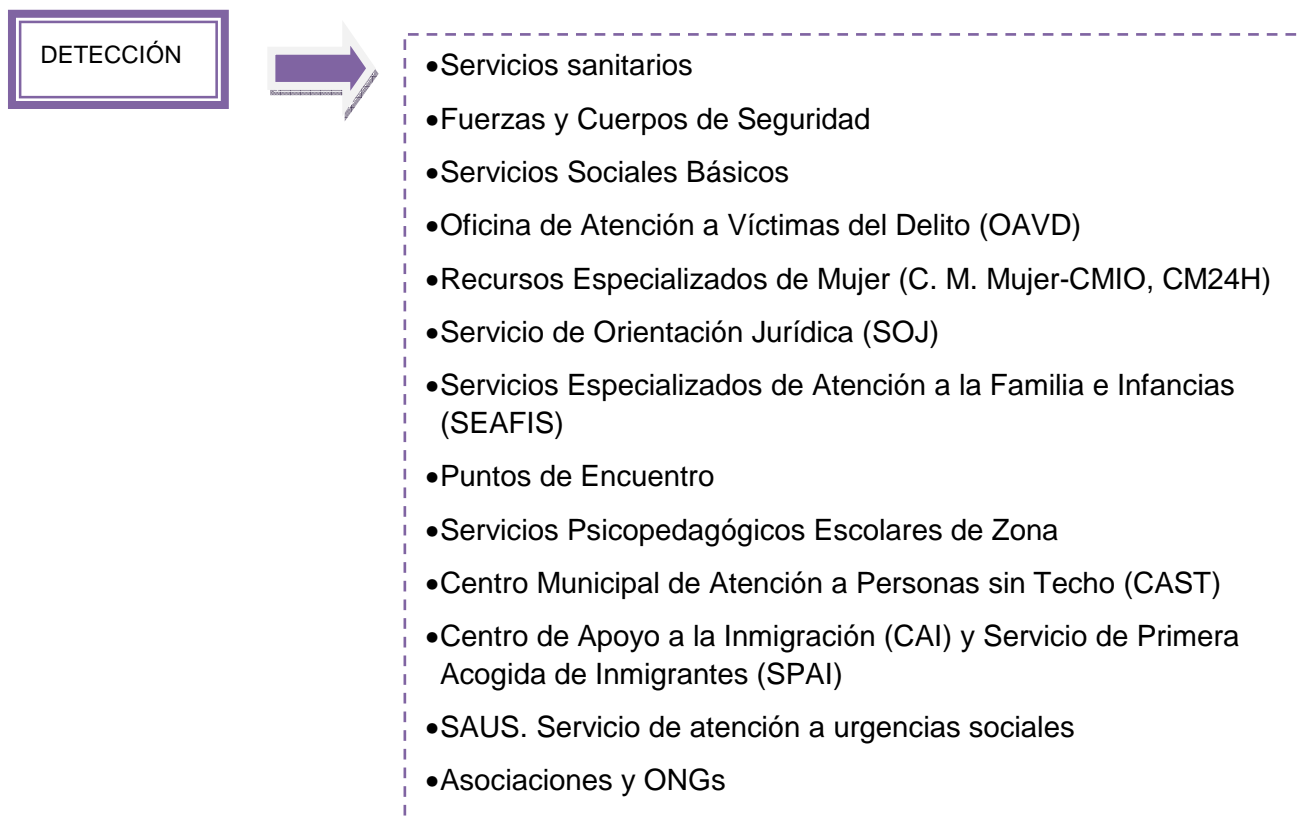 DETECCIÓN
•Servicios sanitarios
•Fuerzas y Cuerpos de Seguridad
•Servicios Sociales Básicos
•Oficina de Atención a Víctimas del Delito (OAVD)
•Recursos Especializados de Mujer (C. M. Mujer-CMIO, CM24H)
•Servicio de Orientación Jurídica (SOJ)
•Servicios Especializados de Atención a la Familia e Infancias
(SEAFIS)
•Puntos de Encuentro
•Servicios Psicopedagógicos Escolares de Zona
•Centro Municipal de Atención a Personas sin Techo (CAST)
•Centro de Apoyo a la Inmigración (CAI) y Servicio de Primera
Acogida de Inmigrantes (SPAI)
•SAUS. Servicio de atención a urgencias sociales
•Asociaciones y ONGs